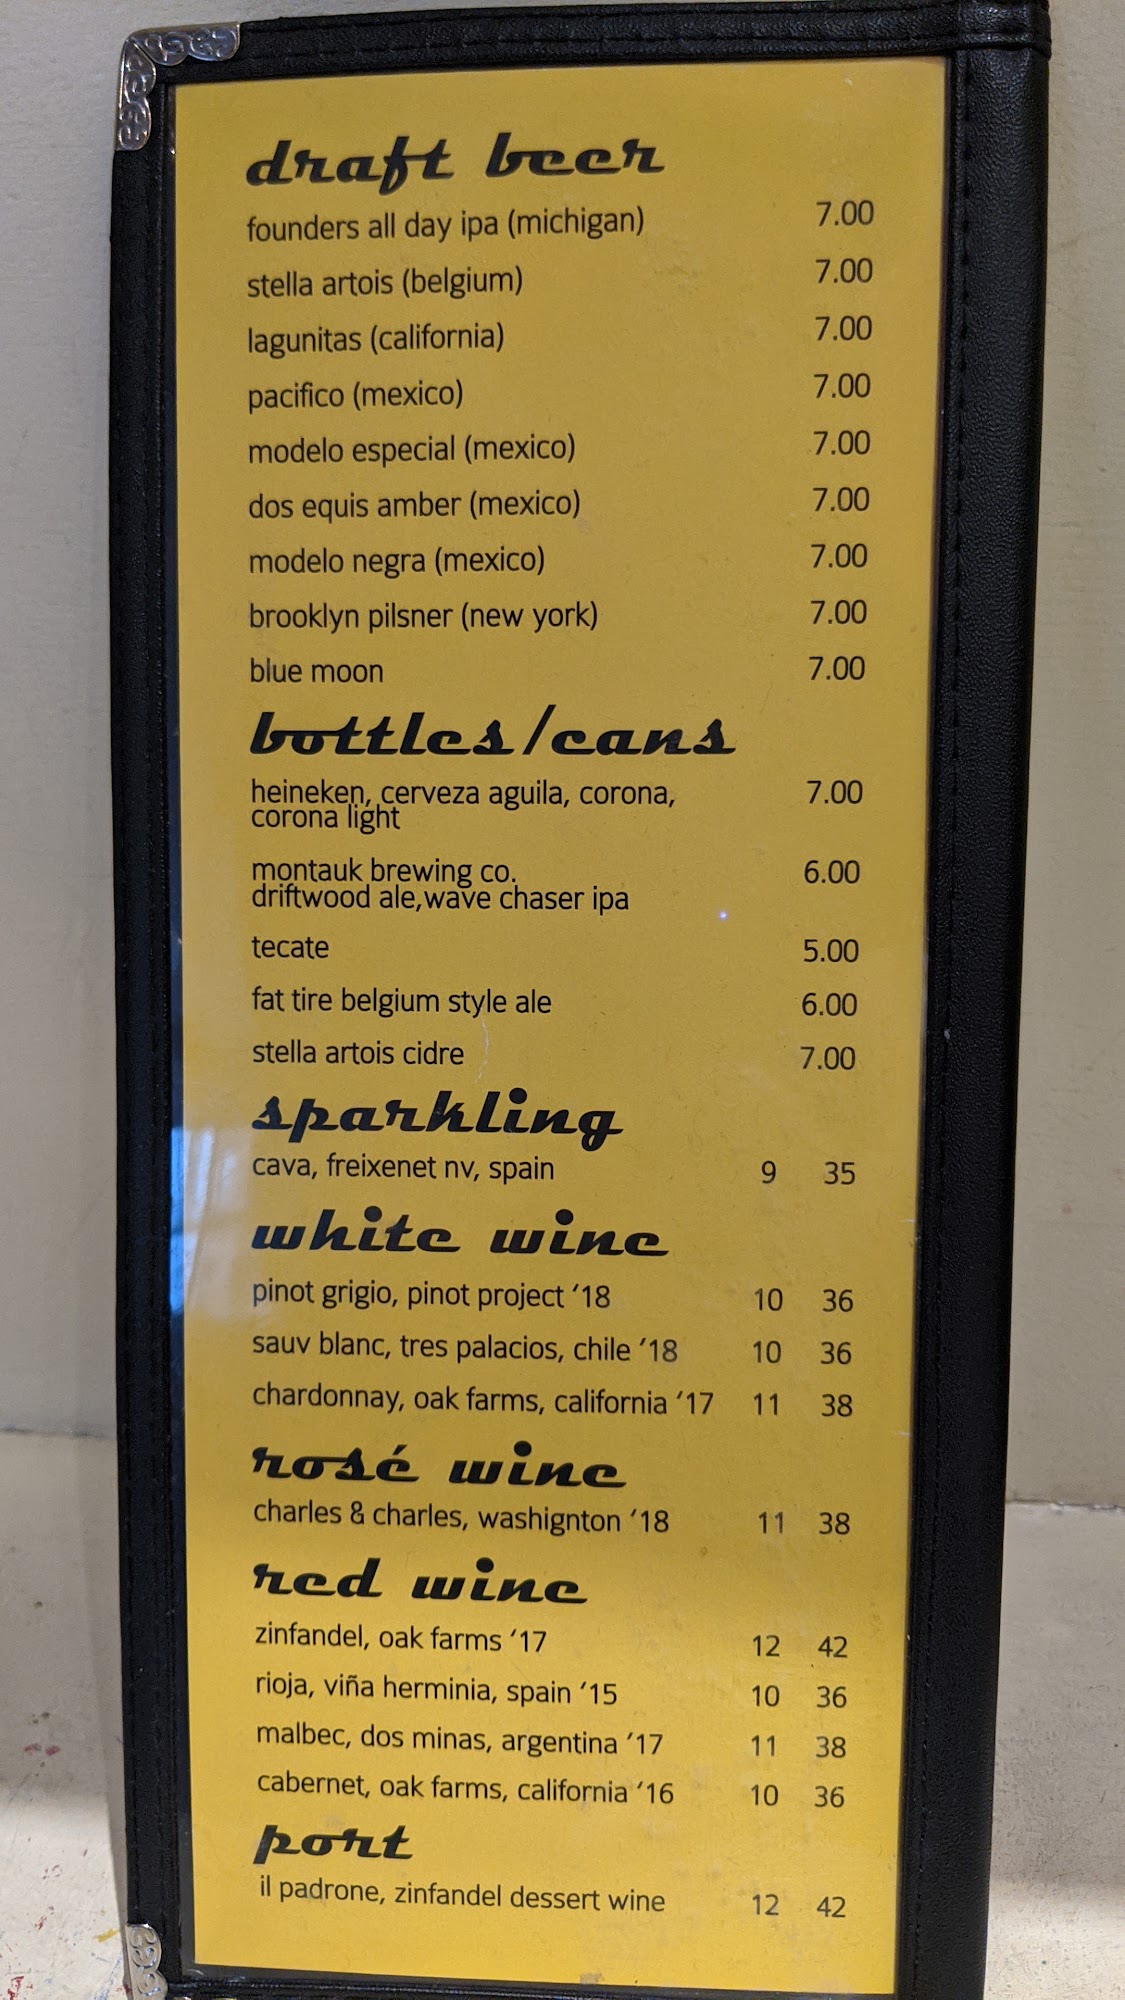 draft beer
founders all day ipa (michigan) 7.00
stella artois (belgium) 7.00
lagunitas (california) 7.00
pacifico (mexico) 7.00
modelo especial (mexico) 7.00
dos equis amber (mexico) 7.00
modelo negra (mexico) 7.00
brooklyn pilsner (new york) 7.00
blue moon 7.00
bottles/cans
heineken, cerveza aguila, corona, 7.00
corona light
montauk brewing co. 6.00
driftwood ale,wave chaser ipa
tecate 5.00
fat tire belgium style ale 6.00
stella artois cidre 7.00
sparkling
cava, freixenet nv, spain 9 35
white wine
pinot grigio, pinot project ‘18 10 36
sauv blanc, tres palacios, chile ‘18 10 36
chardonnay, oak farms, california ‘17 11 38
rosé wine
charles & charles, washignton ‘18 11 38
red wine
zinfandel, oak farms ‘17 12 42
rioja, viña herminia, spain ‘15 10 36
malbec, dos minas, argentina ‘17 11 38
cabernet, oak farms, california ‘16 10 36
port
il padrone, zinfandel dessert wine 12 42